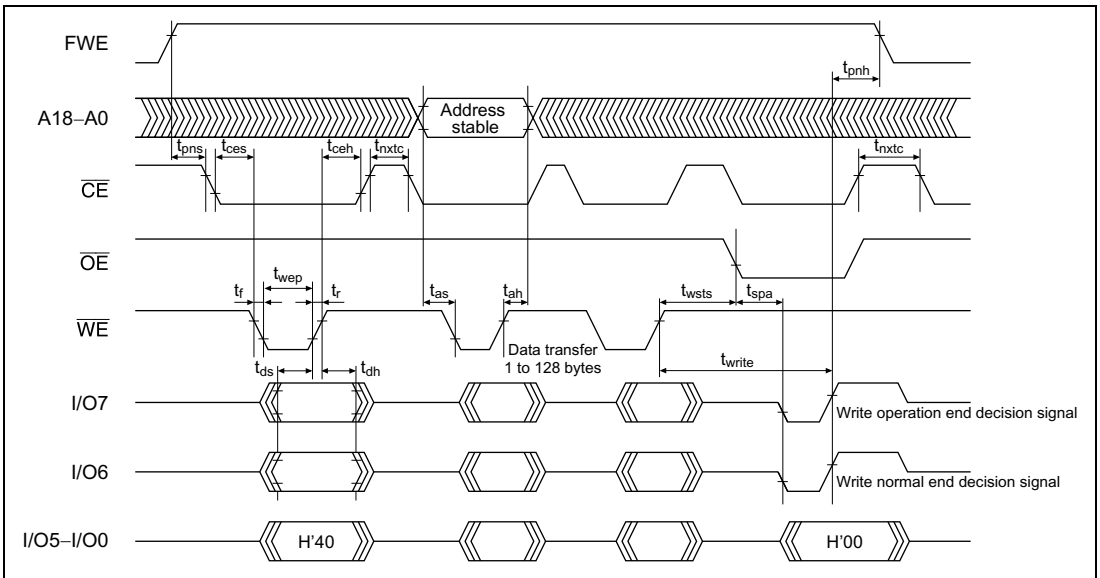 FWE
tpnh
A18–A0
Address
stable
tpns
tces
tceh
tnxtc
tnxtc
CE
OE
tf
twep
tr
tas
tah
twsts
tspa
WE
Data transfer
1 to 128 bytes
twrite
tds
tdh
I/O7
Write operation end decision signal
I/O6
Write normal end decision signal
I/O5–I/O0
H'40
H'00